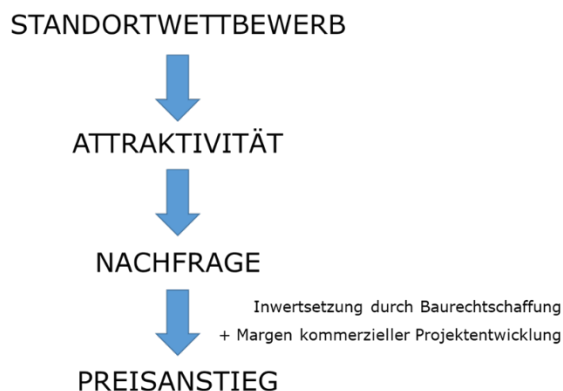 STANDORTWETTBEWERB
ATTRAKTIVITÄT
NACHFRAGE
Inwertsetzung durch Baurechtschaffung
+ Margen kommerzieller Projektentwicklung
PREISANSTIEG